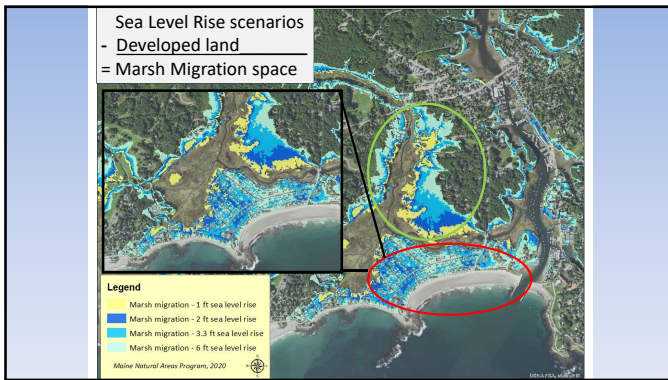 Sea Level Rise scenarios
- Developed land
= Marsh Migration space
Legend
Marsh migration - 1 ft sea level rise
Marsh migration - 2 ft sea level rise
Marsh migration - 3.3 ft sea level rise
Marsh migration - 6 ft sea level rise
Maine Natural Areas Program, 2020